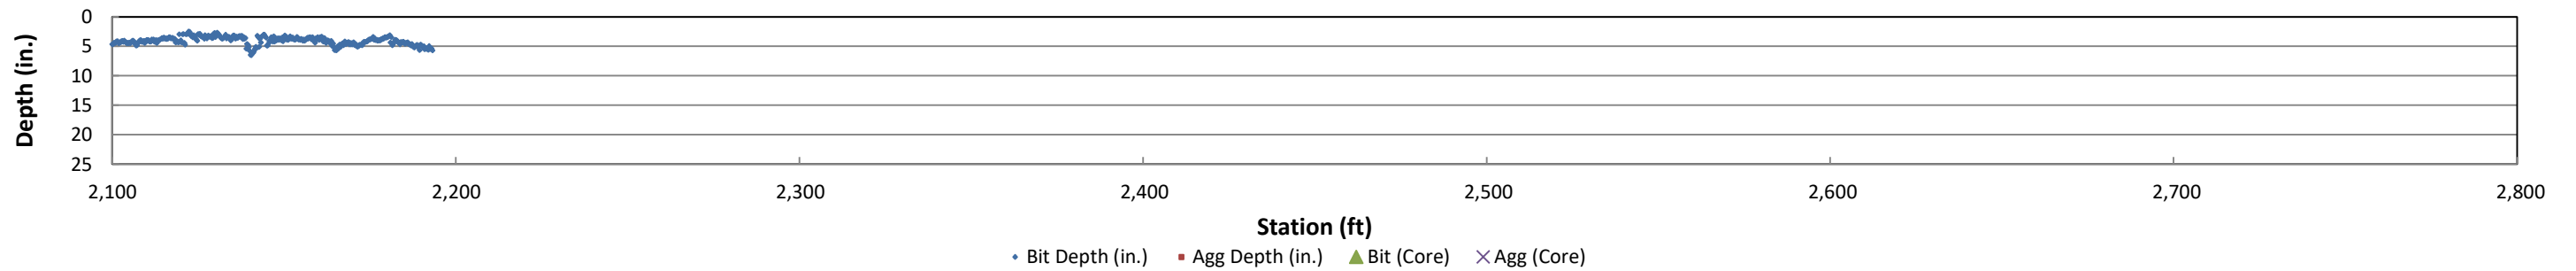 0
5
10
15
20
25
Depth (in.)
2,100 2,200 2,300 2,400 2,500 2,600 2,700 2,800
Station (ft)
Bit Depth (in.) Agg Depth (in.) Bit (Core) Agg (Core)